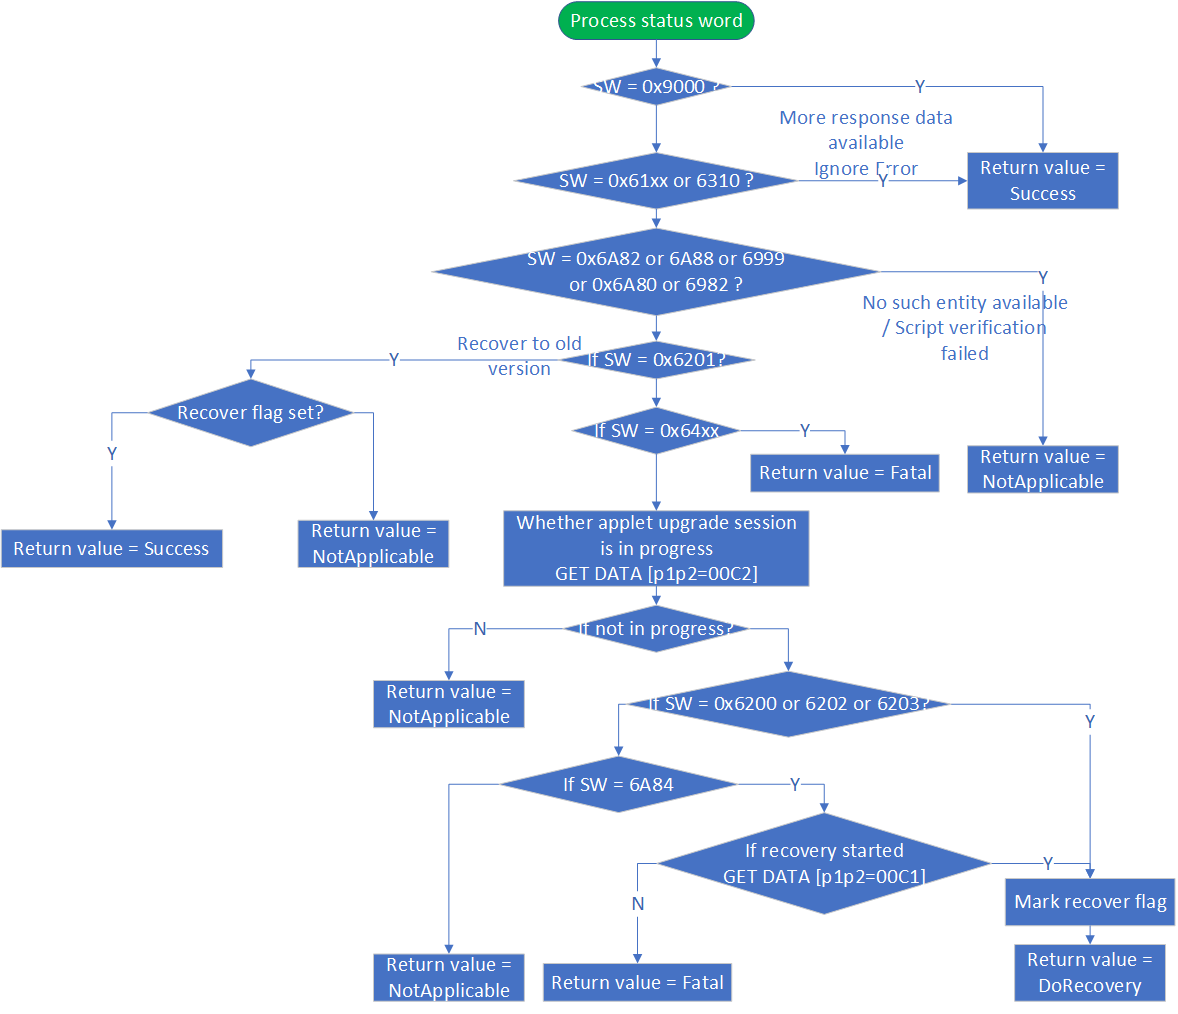 Process status word
SW = 0x9000 ?
Y
More response data
available
Ignore Error
SW = 0x61xx or 6310 ?
Y
Return value =
Success
SW = 0x6A82 or 6A88 or 6999
or 0x6A80 or 6982 ?
Y
No such entity available
/ Script verification
failed
Recover to old
version
If SW = 0x6201?
Y
Recover flag set?
Y
If SW = 0x64xx
Y
Return value = Fatal
Return value =
NotApplicable
Return value = Success
Return value =
NotApplicable
Whether applet upgrade session
is in progress
GET DATA [p1p2=00C2]
If not in progress?
N
Return value =
NotApplicable
If SW = 0x6200 or 6202 or 6203?
Y
If SW = 6A84
Y
If recovery started
GET DATA [p1p2=00C1]
Y
N
Mark recover flag
Return value =
NotApplicable
Return value = Fatal
Return value =
DoRecovery